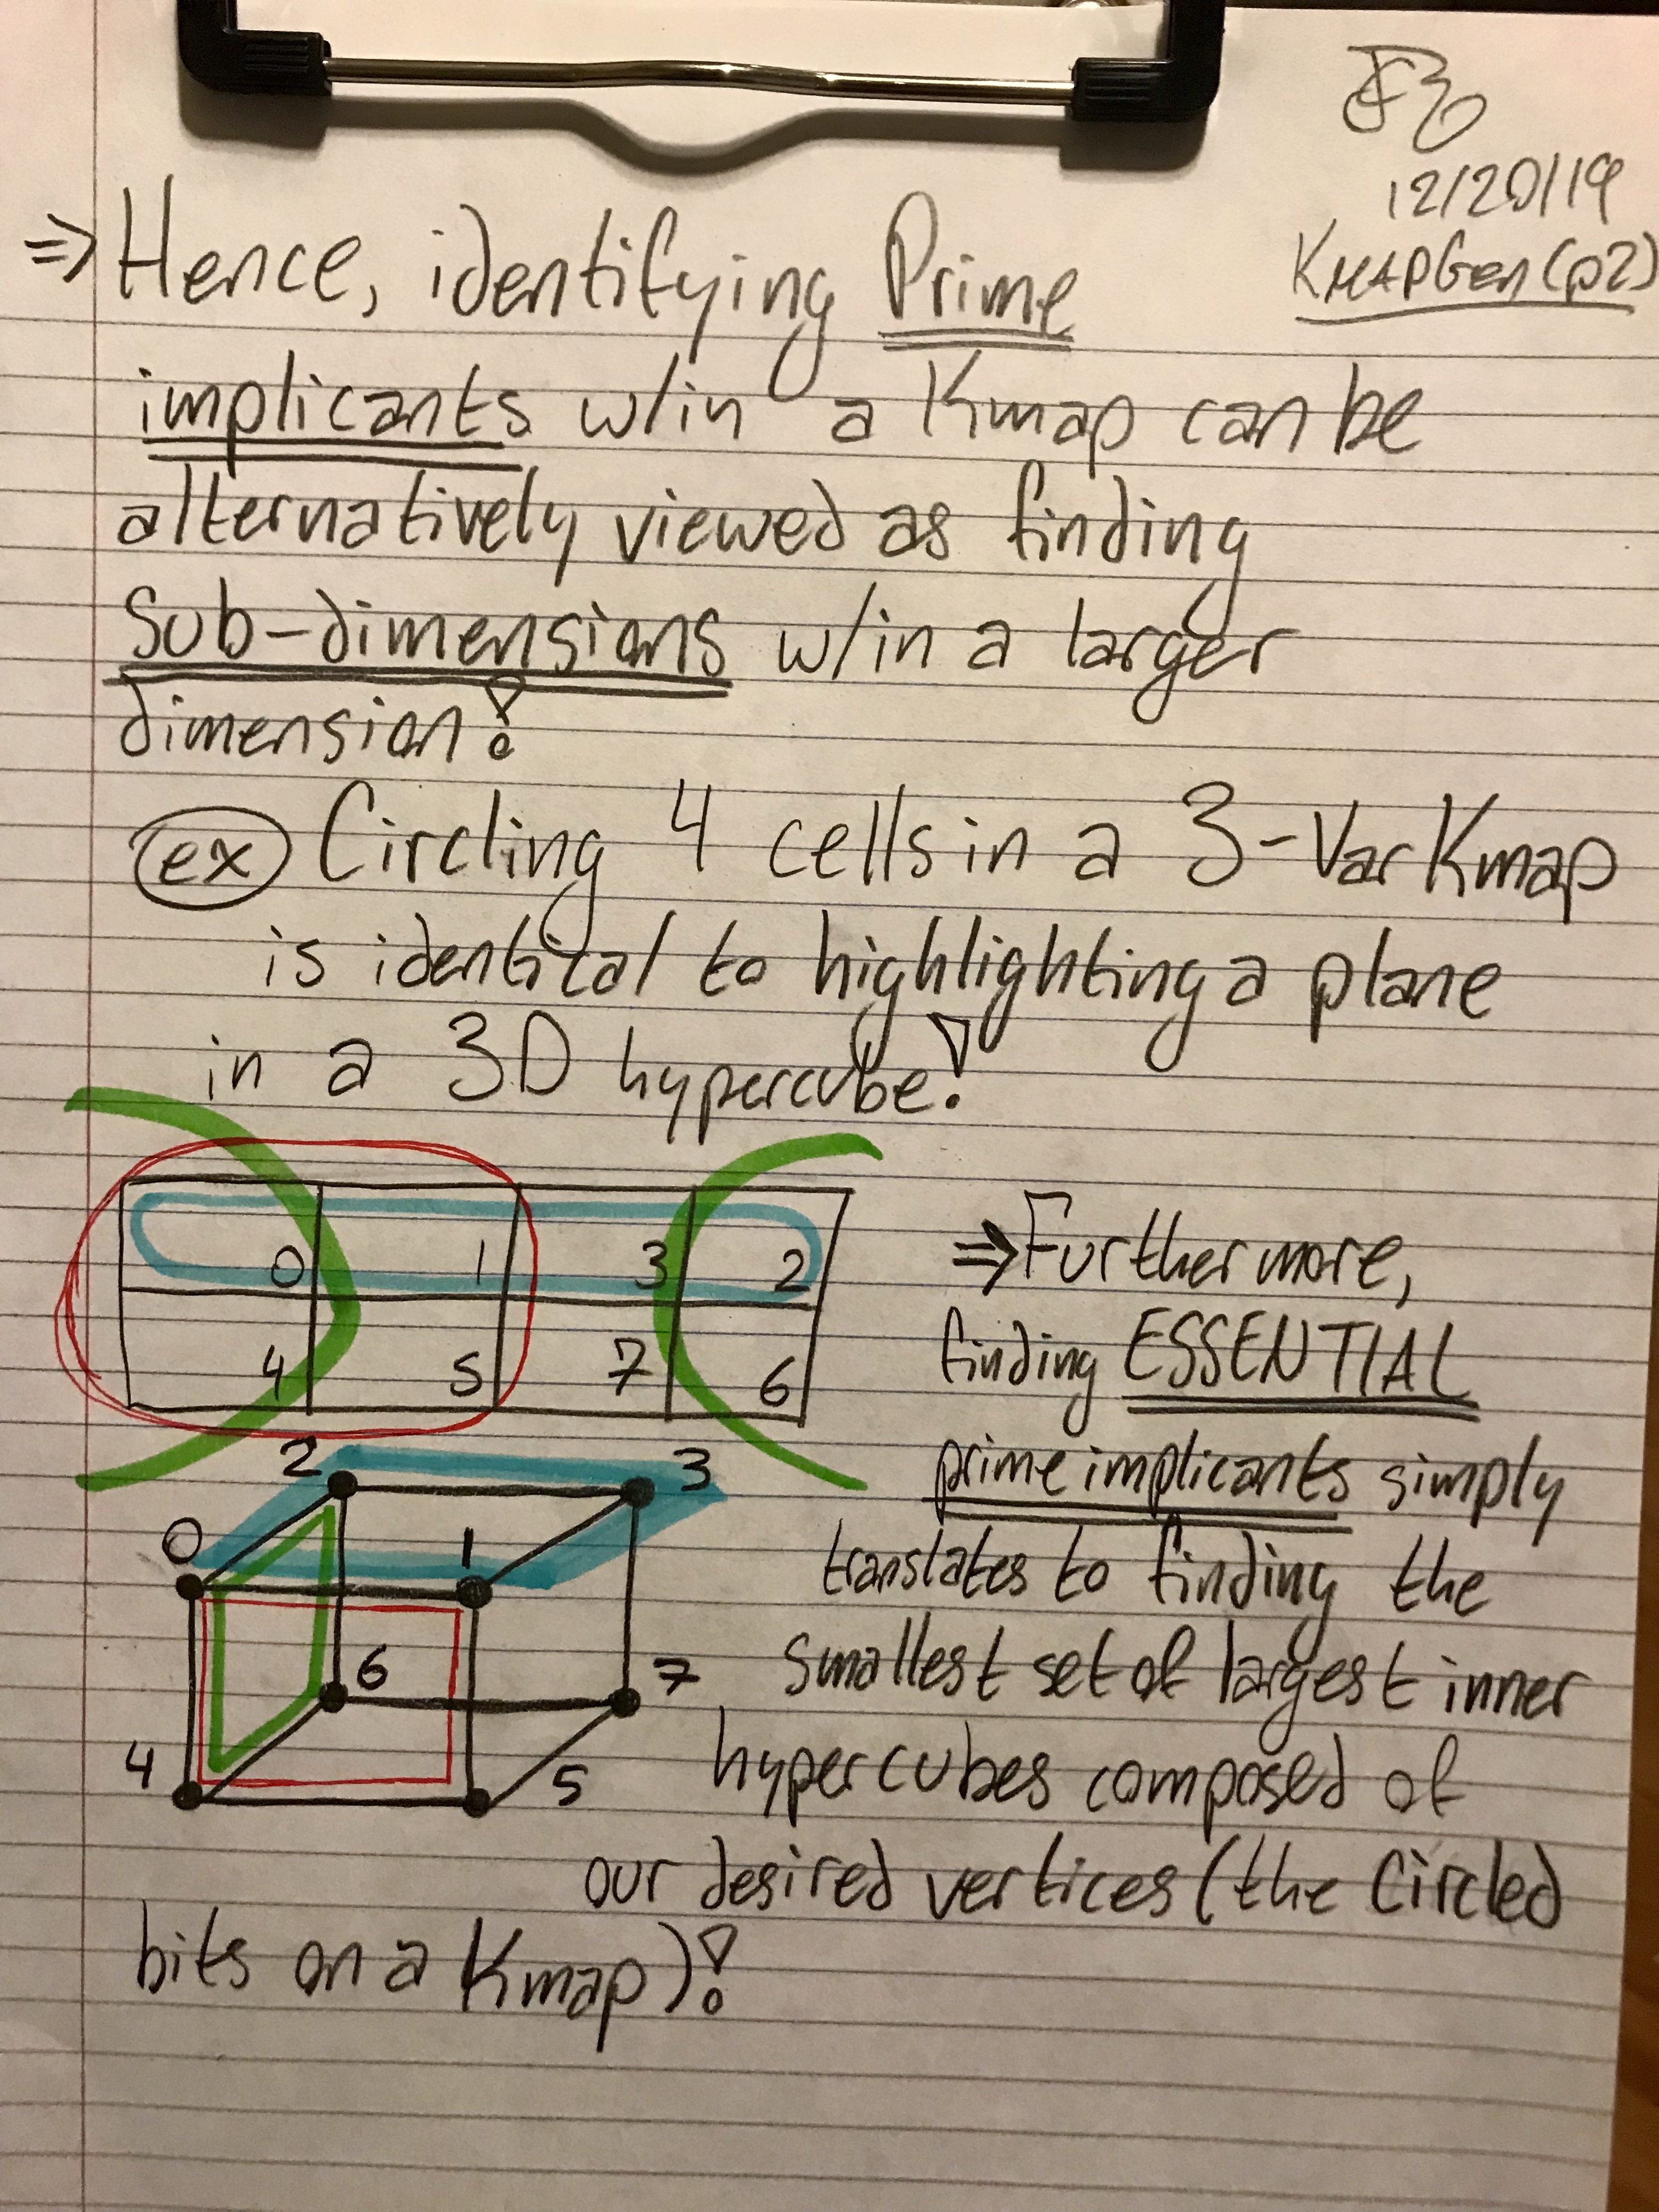 12/20/19
KMAPGen (p2)
⇒ Hence, identifying Prime
implicants w/in a Kmap can be
alternatively viewed as finding
Sub-dimensions w/in a larger
dimension!
ex Circling 4 cells in a 3-Var Kmap
is identical to highlighting a plane
in a 3D hypercube!
0 1 3 2
4 5 7 6
2 3
0 1
6 7
4 5
⇒ Furthermore,
finding ESSENTIAL
prime implicants simply
translates to finding the
smallest set of largest inner
hypercubes composed of
our desired vertices (the Circled
bits on a Kmap)!